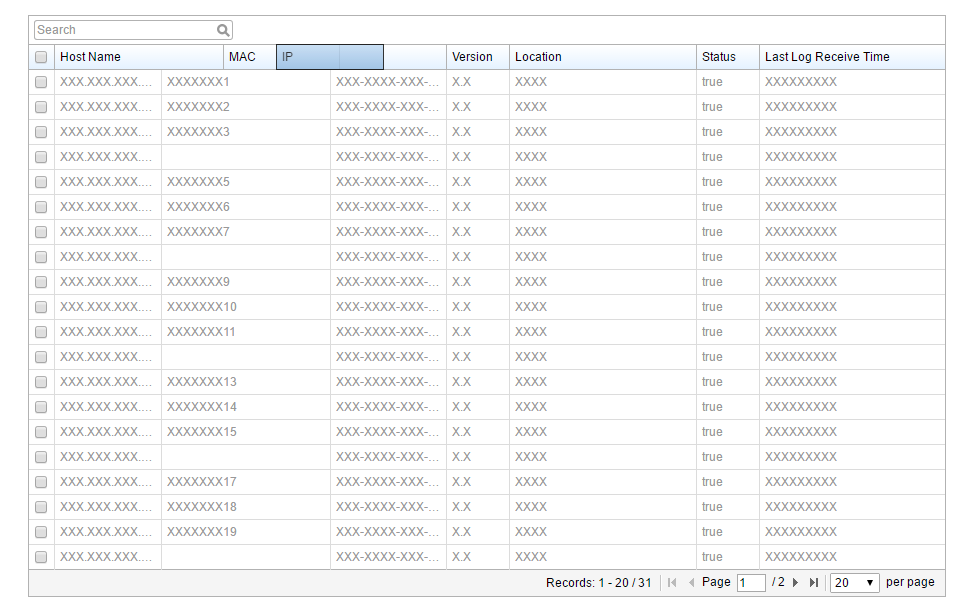 Search
Host Name MAC IP Version Location Status Last Log Receive Time
XXX.XXX.XXX.... XXXXXXX1 XXX-XXXX-XXX-... X.X XXXX true XXXXXXXXX
XXX.XXX.XXX.... XXXXXXX2 XXX-XXXX-XXX-... X.X XXXX true XXXXXXXXX
XXX.XXX.XXX.... XXXXXXX3 XXX-XXXX-XXX-... X.X XXXX true XXXXXXXXX
XXX.XXX.XXX.... XXX-XXXX-XXX-... X.X XXXX true XXXXXXXXX
XXX.XXX.XXX.... XXXXXXX5 XXX-XXXX-XXX-... X.X XXXX true XXXXXXXXX
XXX.XXX.XXX.... XXXXXXX6 XXX-XXXX-XXX-... X.X XXXX true XXXXXXXXX
XXX.XXX.XXX.... XXXXXXX7 XXX-XXXX-XXX-... X.X XXXX true XXXXXXXXX
XXX.XXX.XXX.... XXX-XXXX-XXX-... X.X XXXX true XXXXXXXXX
XXX.XXX.XXX.... XXXXXXX9 XXX-XXXX-XXX-... X.X XXXX true XXXXXXXXX
XXX.XXX.XXX.... XXXXXXX10 XXX-XXXX-XXX-... X.X XXXX true XXXXXXXXX
XXX.XXX.XXX.... XXXXXXX11 XXX-XXXX-XXX-... X.X XXXX true XXXXXXXXX
XXX.XXX.XXX.... XXX-XXXX-XXX-... X.X XXXX true XXXXXXXXX
XXX.XXX.XXX.... XXXXXXX13 XXX-XXXX-XXX-... X.X XXXX true XXXXXXXXX
XXX.XXX.XXX.... XXXXXXX14 XXX-XXXX-XXX-... X.X XXXX true XXXXXXXXX
XXX.XXX.XXX.... XXXXXXX15 XXX-XXXX-XXX-... X.X XXXX true XXXXXXXXX
XXX.XXX.XXX.... XXX-XXXX-XXX-... X.X XXXX true XXXXXXXXX
XXX.XXX.XXX.... XXXXXXX17 XXX-XXXX-XXX-... X.X XXXX true XXXXXXXXX
XXX.XXX.XXX.... XXXXXXX18 XXX-XXXX-XXX-... X.X XXXX true XXXXXXXXX
XXX.XXX.XXX.... XXXXXXX19 XXX-XXXX-XXX-... X.X XXXX true XXXXXXXXX
XXX.XXX.XXX.... XXX-XXXX-XXX-... X.X XXXX true XXXXXXXXX
Records: 1 - 20 / 31 Page 1 / 2 20 per page